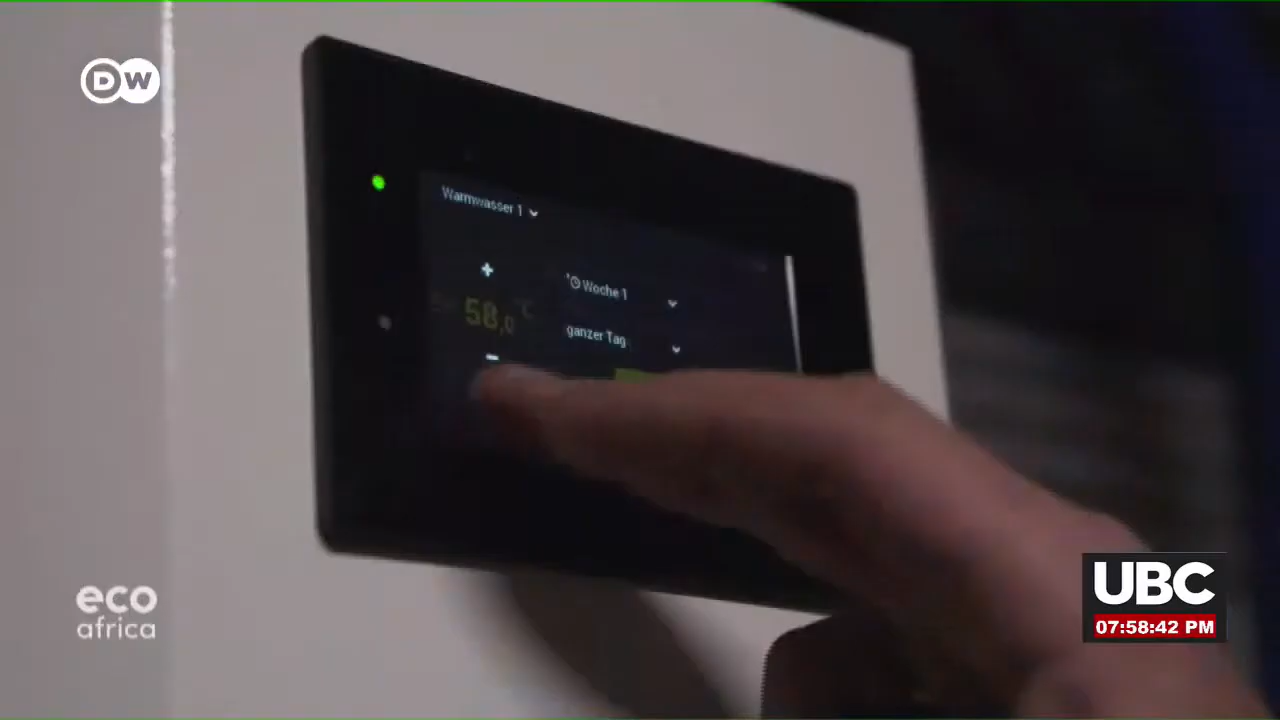 DW
Warmwasser 1
+
Woche 1
58,0 °C
ganzer Tag
-
eco
africa
UBC
07:58:42 PM